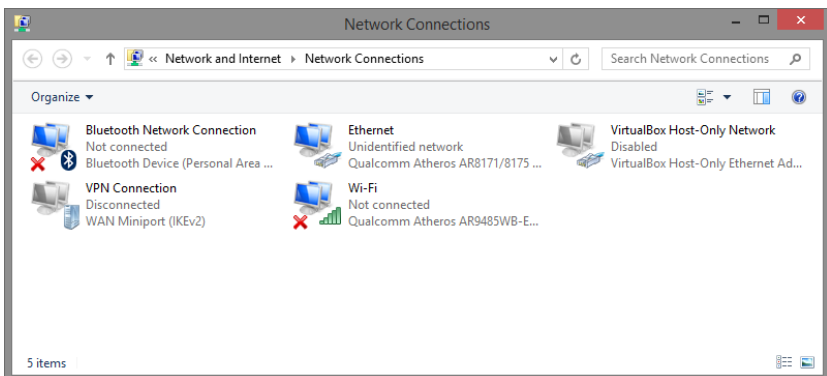 Network Connections
« Network and Internet Network Connections
Search Network Connections
Organize
Bluetooth Network Connection
Not connected
Bluetooth Device (Personal Area ...
Ethernet
Unidentified network
Qualcomm Atheros AR8171/8175 ...
VirtualBox Host-Only Network
Disabled
VirtualBox Host-Only Ethernet Ad...
VPN Connection
Disconnected
WAN Miniport (IKEv2)
Wi-Fi
Not connected
Qualcomm Atheros AR9485WB-E...
5 items